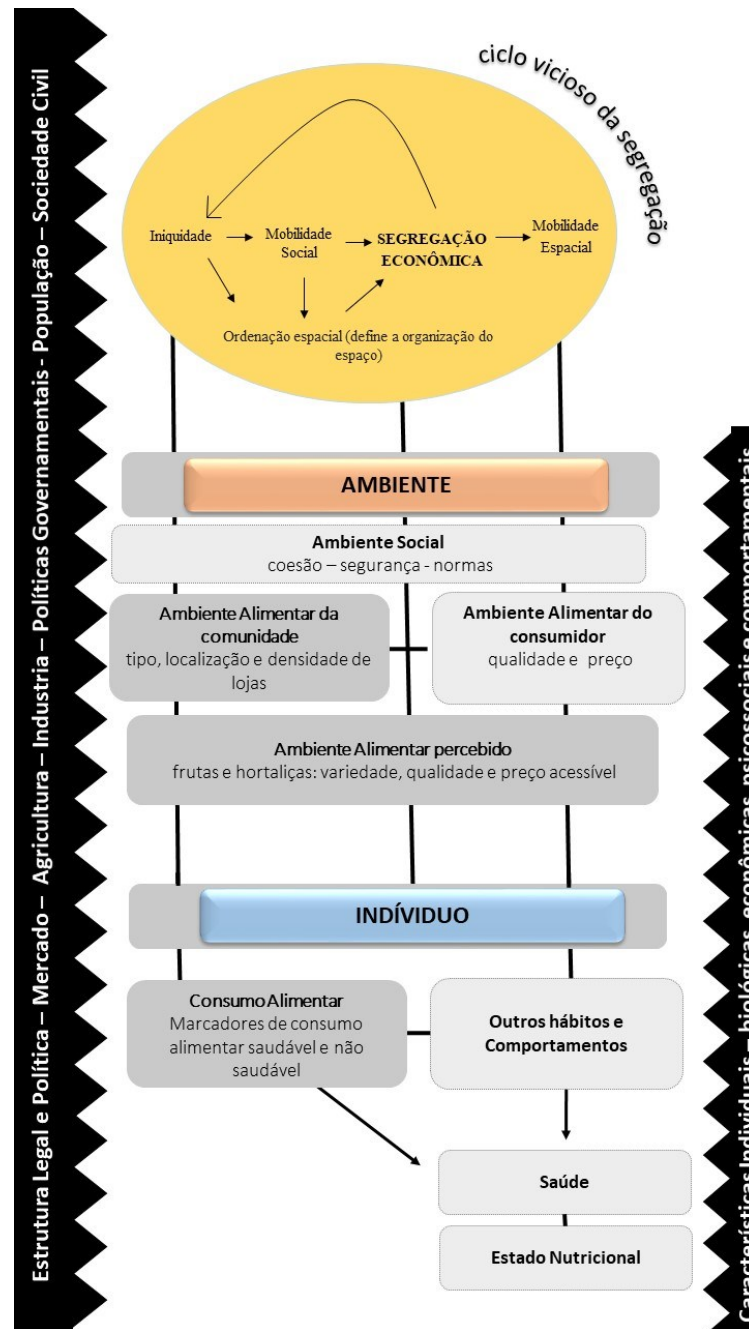 ciclo vicioso da segregação
Iniquidade
Mobilidade
Social
SEGREGAÇÃO
ECONÔMICA
Mobilidade
Espacial
Ordenação espacial (define a organização do
espaço)
AMBIENTE
Ambiente Social
coesão – segurança - normas
Ambiente Alimentar da
comunidade
tipo, localização e densidade de
lojas
Ambiente Alimentar do
consumidor
qualidade e preço
Ambiente Alimentar percebido
frutas e hortaliças: variedade, qualidade e preço acessível
INDÍVIDUO
Consumo Alimentar
Marcadores de consumo
alimentar saudável e não
saudável
Outros hábitos e
Comportamentos
Saúde
Estado Nutricional
Estrutura Legal e Política – Mercado – Agricultura – Industria – Políticas Governamentais - População – Sociedade Civil
Características Individuais – biológicas, econômicas, psicossociais e comportamentais